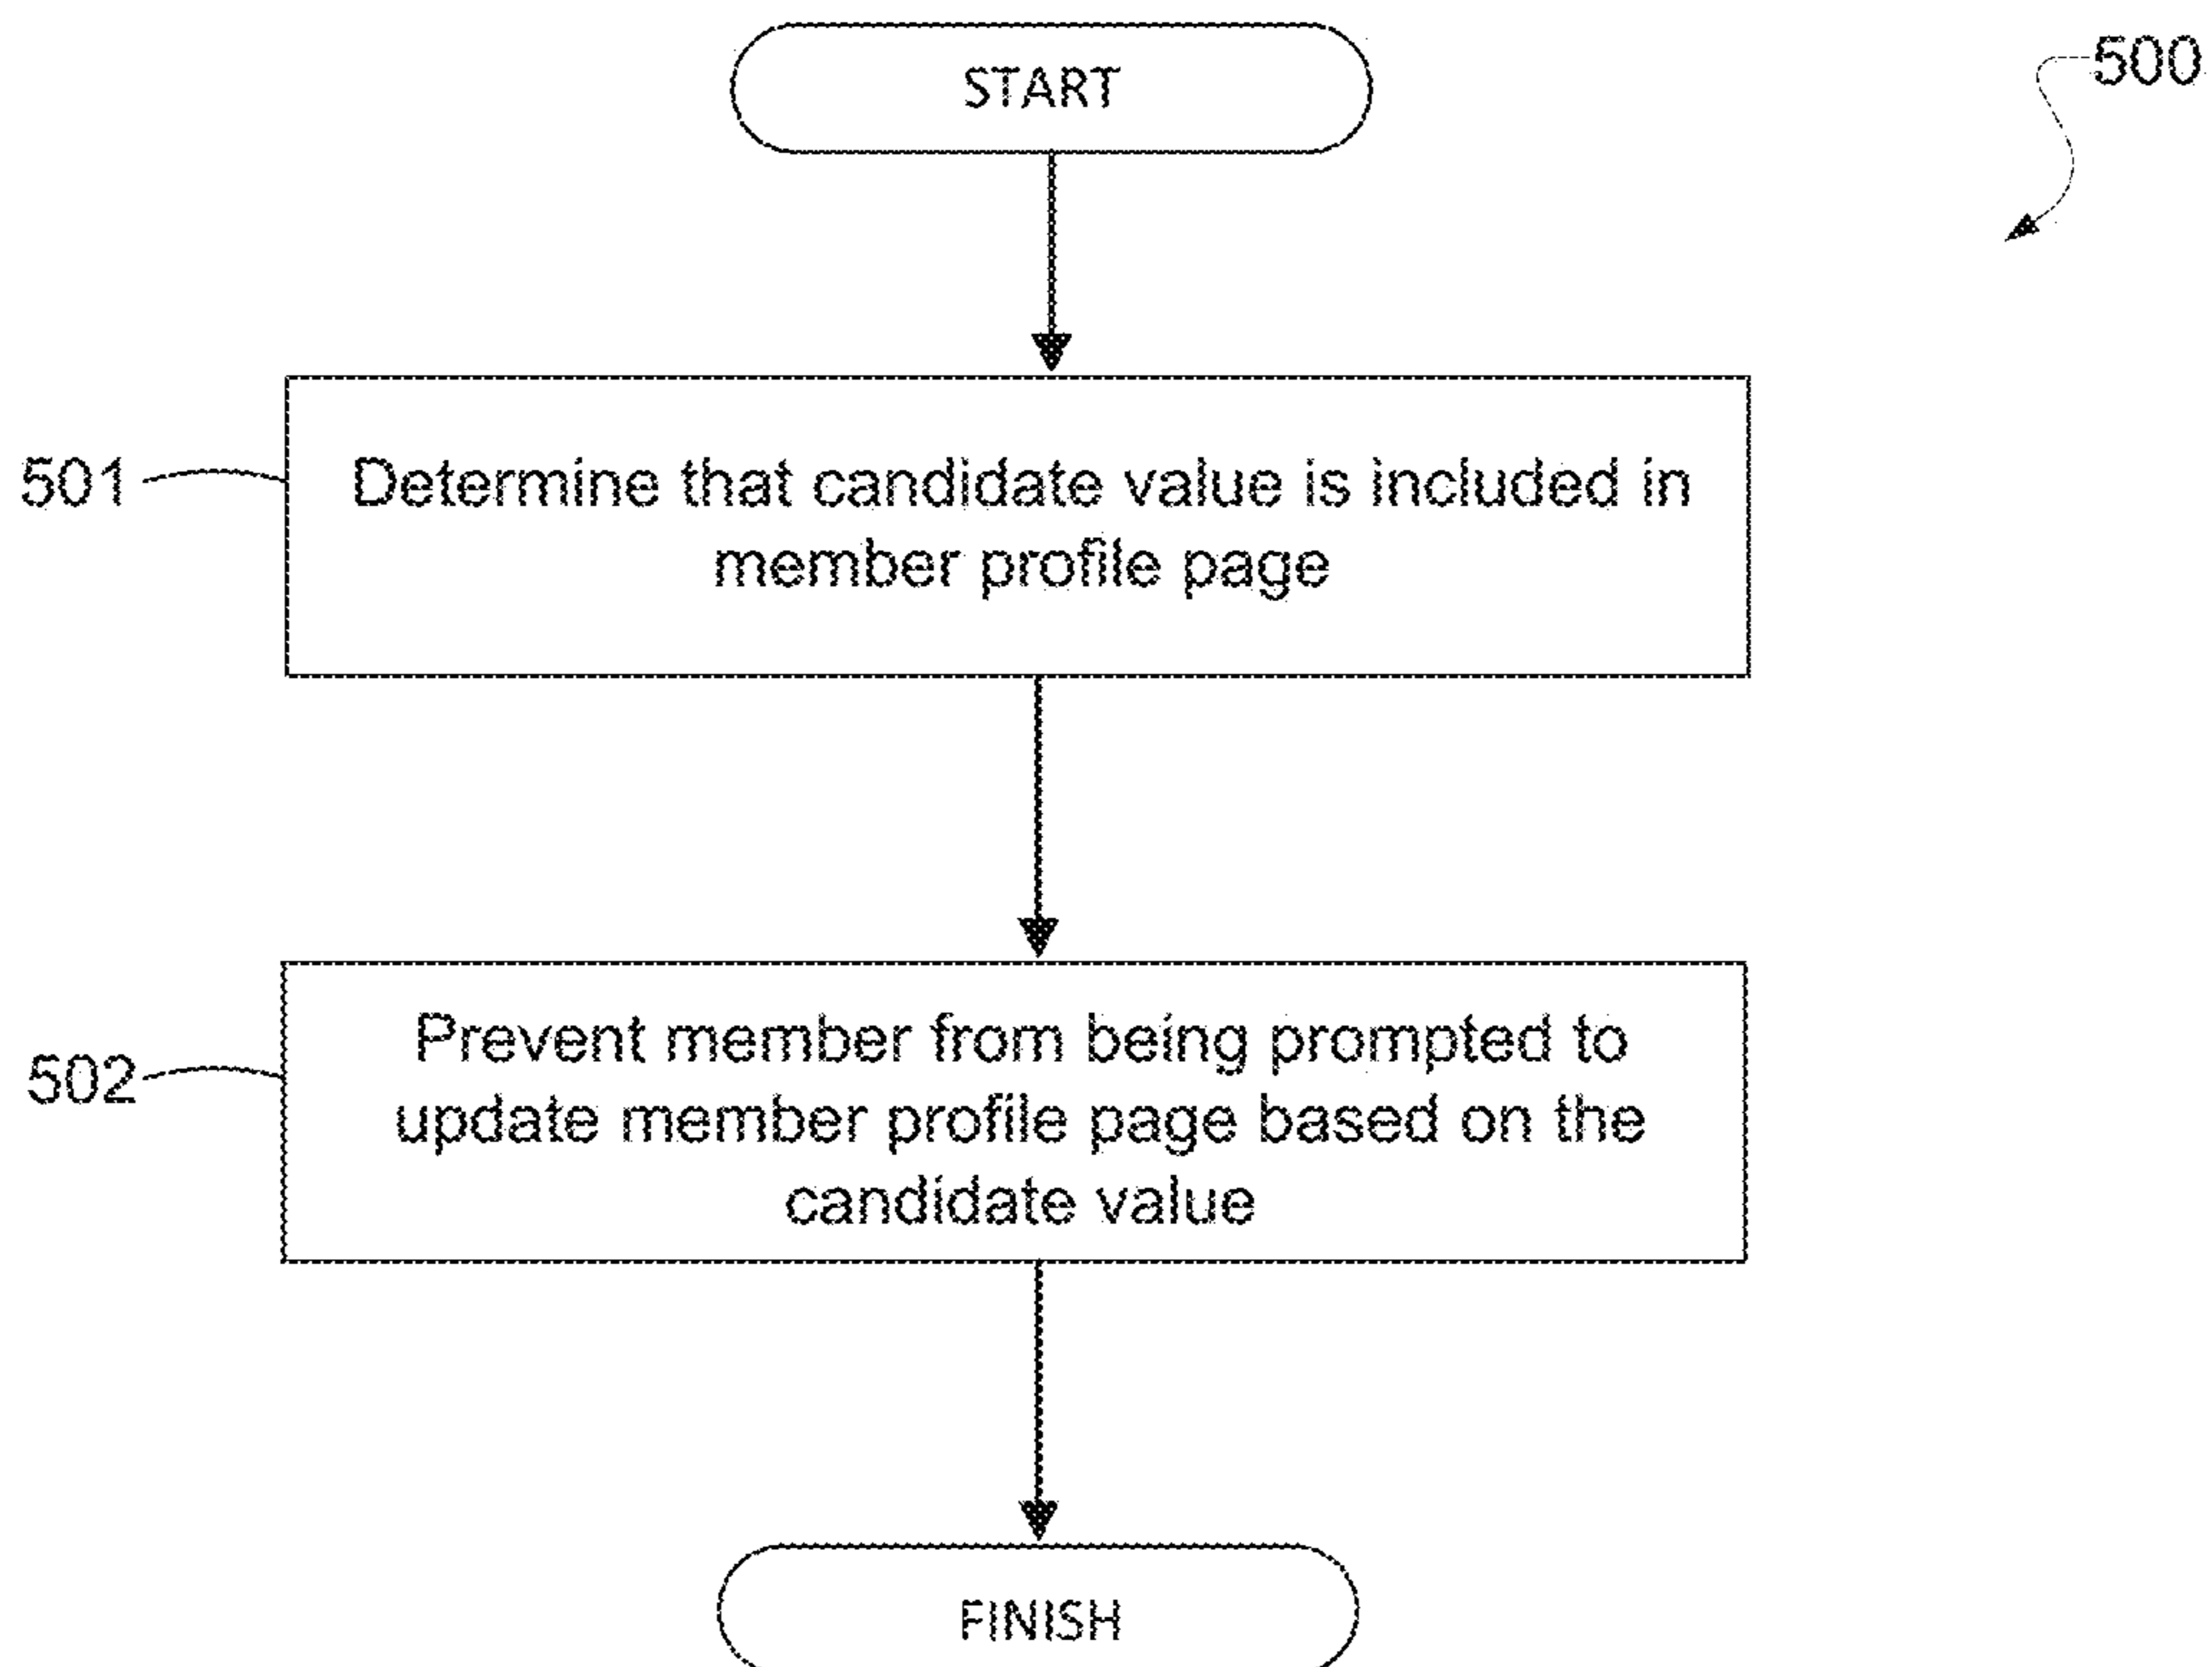 START
500
501
Determine that candidate value is included in
member profile page
502
Prevent member from being prompted to
update member profile page based on the
candidate value
FINISH